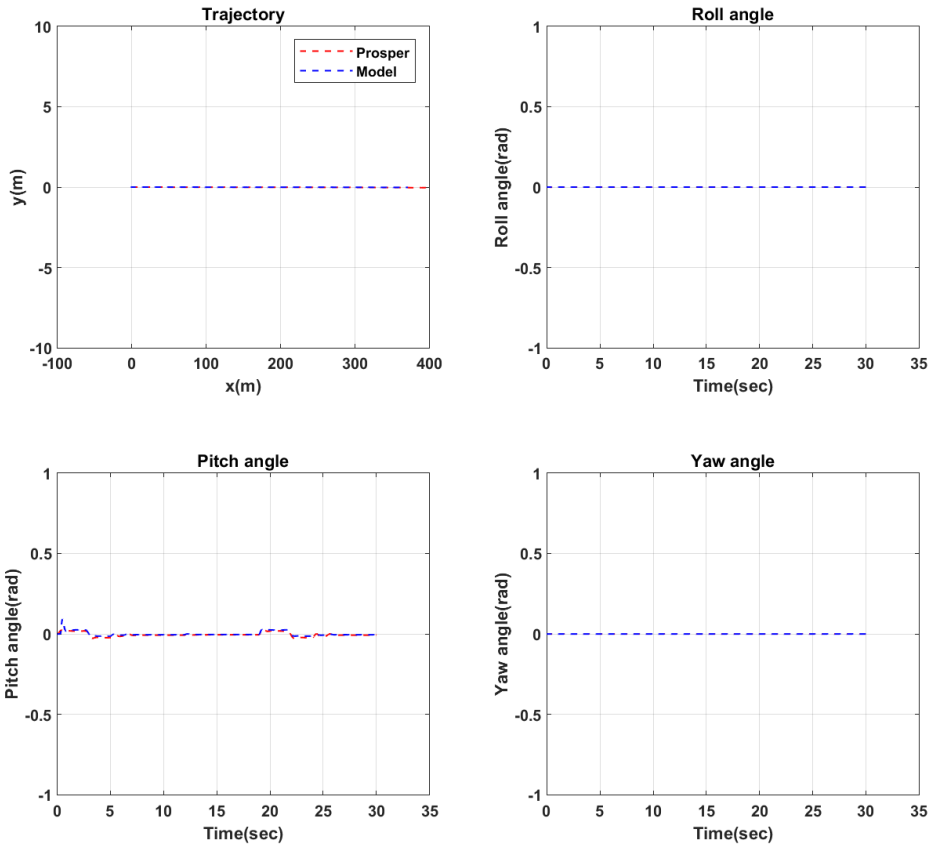 Trajectory
10
5
0
-5
-10
y(m)
-100 0 100 200 300 400
x(m)
Prosper
Model
Roll angle
1
0.5
0
-0.5
-1
Roll angle(rad)
0 5 10 15 20 25 30 35
Time(sec)
Pitch angle
1
0.5
0
-0.5
-1
Pitch angle(rad)
0 5 10 15 20 25 30 35
Time(sec)
Yaw angle
1
0.5
0
-0.5
-1
Yaw angle(rad)
0 5 10 15 20 25 30 35
Time(sec)